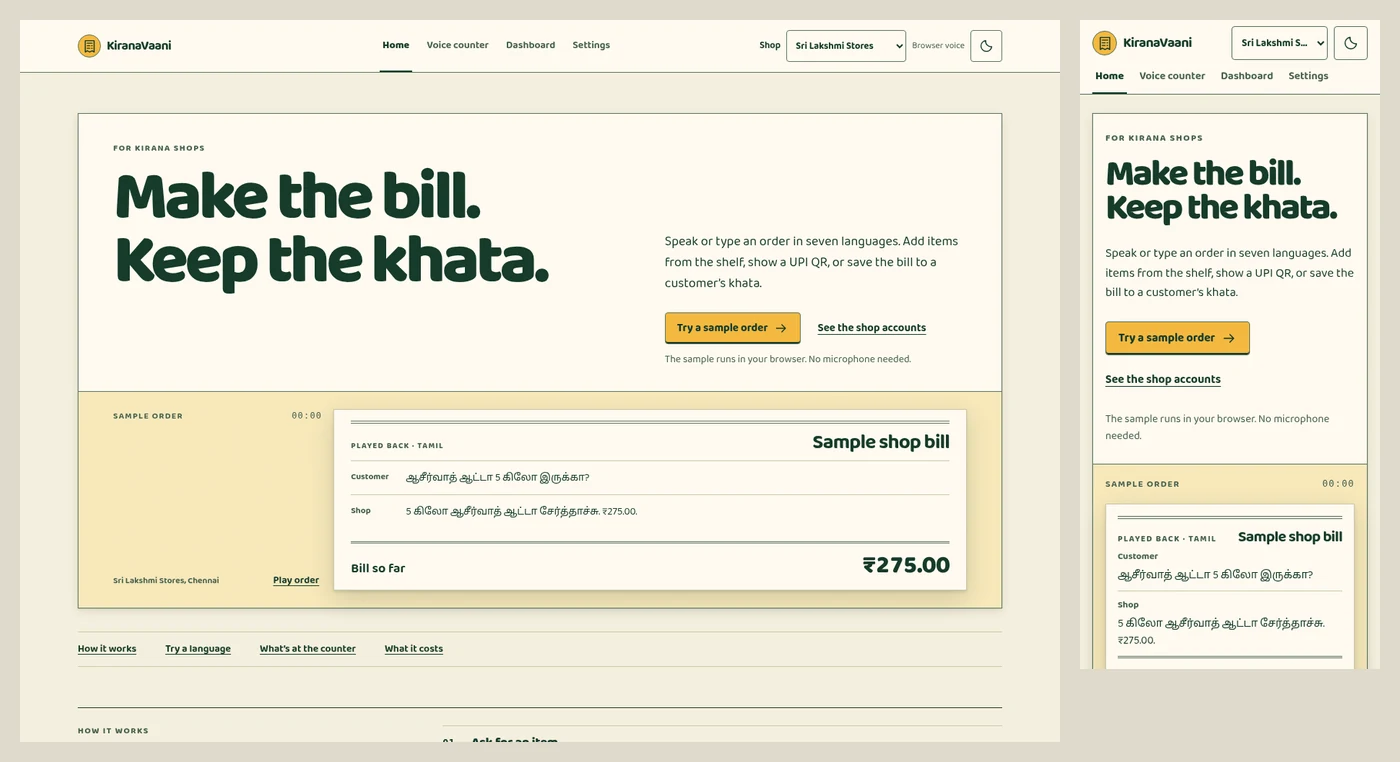 KiranaVaani
Home Voice counter Dashboard Settings
Shop Sri Lakshmi Stores Browser voice
FOR KIRANA SHOPS
Make the bill.
Keep the khata.
Speak or type an order in seven languages. Add items
from the shelf, show a UPI QR, or save the bill to a
customer's khata.
Try a sample order → See the shop accounts
The sample runs in your browser. No microphone needed.
SAMPLE ORDER 00:00
PLAYED BACK · TAMIL Sample shop bill
Customer ஆசீர்வாத் ஆட்டா 5 கிலோ இருக்கா?
Shop 5 கிலோ ஆசீர்வாத் ஆட்டா சேர்த்தாச்சு. ₹275.00.
Bill so far ₹275.00
Sri Lakshmi Stores, Chennai Play order
How it works Try a language What's at the counter What it costs
HOW IT WORKS
01 Ask for an item
KiranaVaani Sri Lakshmi S...
Home Voice counter Dashboard Settings
FOR KIRANA SHOPS
Make the bill.
Keep the khata.
Speak or type an order in seven languages. Add
items from the shelf, show a UPI QR, or save the
bill to a customer's khata.
Try a sample order →
See the shop accounts
The sample runs in your browser. No microphone
needed.
SAMPLE ORDER 00:00
PLAYED BACK · TAMIL Sample shop bill
Customer
ஆசீர்வாத் ஆட்டா 5 கிலோ இருக்கா?
Shop
5 கிலோ ஆசீர்வாத் ஆட்டா சேர்த்தாச்சு.
₹275.00.